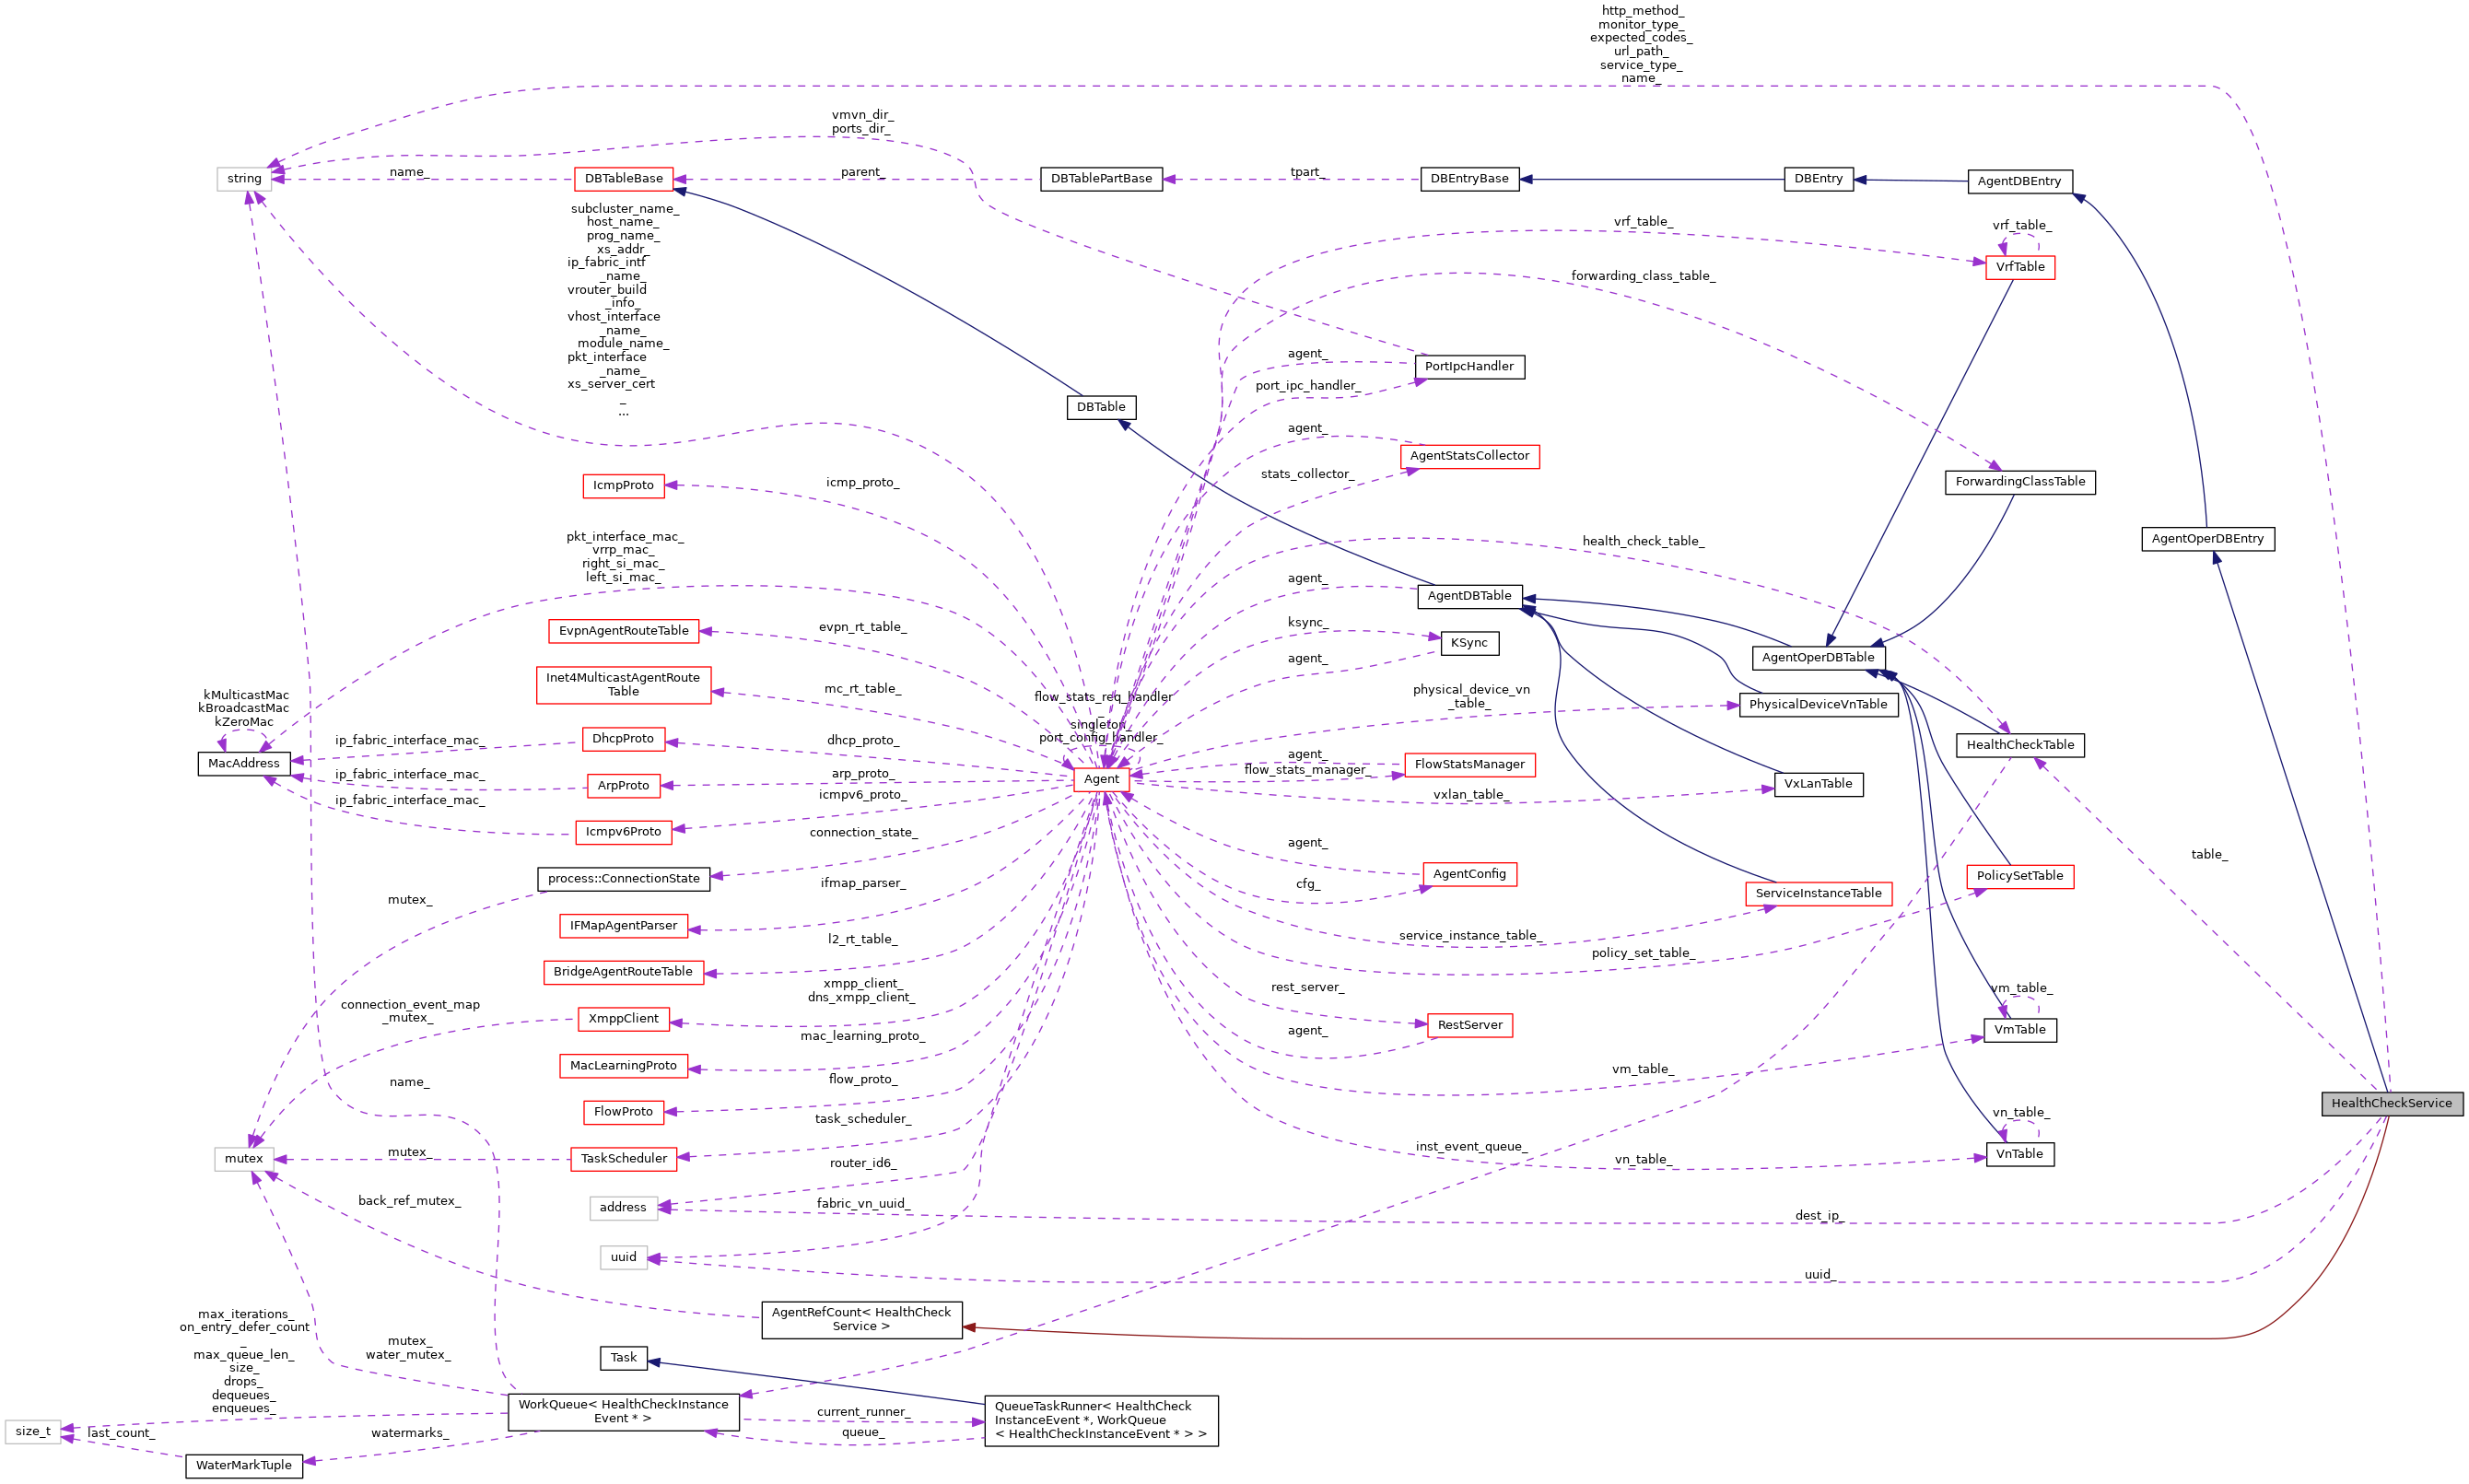 http_method_
monitor_type_
expected_codes_
url_path_
service_type_
name_
vmvn_dir_
ports_dir_
string
name_
DBTableBase
parent_
DBTablePartBase
tpart_
DBEntryBase
DBEntry
AgentDBEntry
subcluster_name_
host_name_
prog_name_
xs_addr_
ip_fabric_intf
_name_
vrouter_build
_info_
vhost_interface
_name_
module_name_
pkt_interface
_name_
xs_server_cert
_
...
vrf_table_
vrf_table_
VrfTable
forwarding_class_table_
agent_
PortIpcHandler
port_ipc_handler_
DBTable
agent_
AgentStatsCollector
stats_collector_
ForwardingClassTable
IcmpProto
icmp_proto_
AgentOperDBEntry
health_check_table_
pkt_interface_mac_
vrrp_mac_
right_si_mac_
left_si_mac_
agent_
AgentDBTable
EvpnAgentRouteTable
evpn_rt_table_
ksync_
KSync
agent_
AgentOperDBTable
Inet4MulticastAgentRoute
Table
mc_rt_table_
flow_stats_req_handler
_
singleton_
port_config_handler_
physical_device_vn
_table_
PhysicalDeviceVnTable
kMulticastMac
kBroadcastMac
kZeroMac
MacAddress
ip_fabric_interface_mac_
DhcpProto
dhcp_proto_
HealthCheckTable
agent_
FlowStatsManager
flow_stats_manager_
ip_fabric_interface_mac_
ArpProto
arp_proto_
Agent
vxlan_table_
VxLanTable
ip_fabric_interface_mac_
Icmpv6Proto
icmpv6_proto_
connection_state_
agent_
AgentConfig
cfg_
table_
process::ConnectionState
mutex_
ifmap_parser_
ServiceInstanceTable
PolicySetTable
IFMapAgentParser
l2_rt_table_
service_instance_table_
policy_set_table_
BridgeAgentRouteTable
xmpp_client_
dns_xmpp_client_
rest_server_
vm_table_
connection_event_map
_mutex_
XmppClient
RestServer
agent_
VmTable
mac_learning_proto_
MacLearningProto
vm_table_
name_
flow_proto_
FlowProto
HealthCheckService
task_scheduler_
vn_table_
mutex
mutex_
TaskScheduler
inst_event_queue_
vn_table_
VnTable
router_id6_
back_ref_mutex_
address
fabric_vn_uuid_
dest_ip_
uuid
uuid_
AgentRefCount< HealthCheck
Service >
max_iterations_
on_entry_defer_count
_
max_queue_len_
size_
drops_
dequeues_
enqueues_
mutex_
water_mutex_
Task
WorkQueue< HealthCheckInstance
Event * >
current_runner_
queue_
QueueTaskRunner< HealthCheck
InstanceEvent *, WorkQueue
< HealthCheckInstanceEvent * > >
size_t
last_count_
watermarks_
WaterMarkTuple